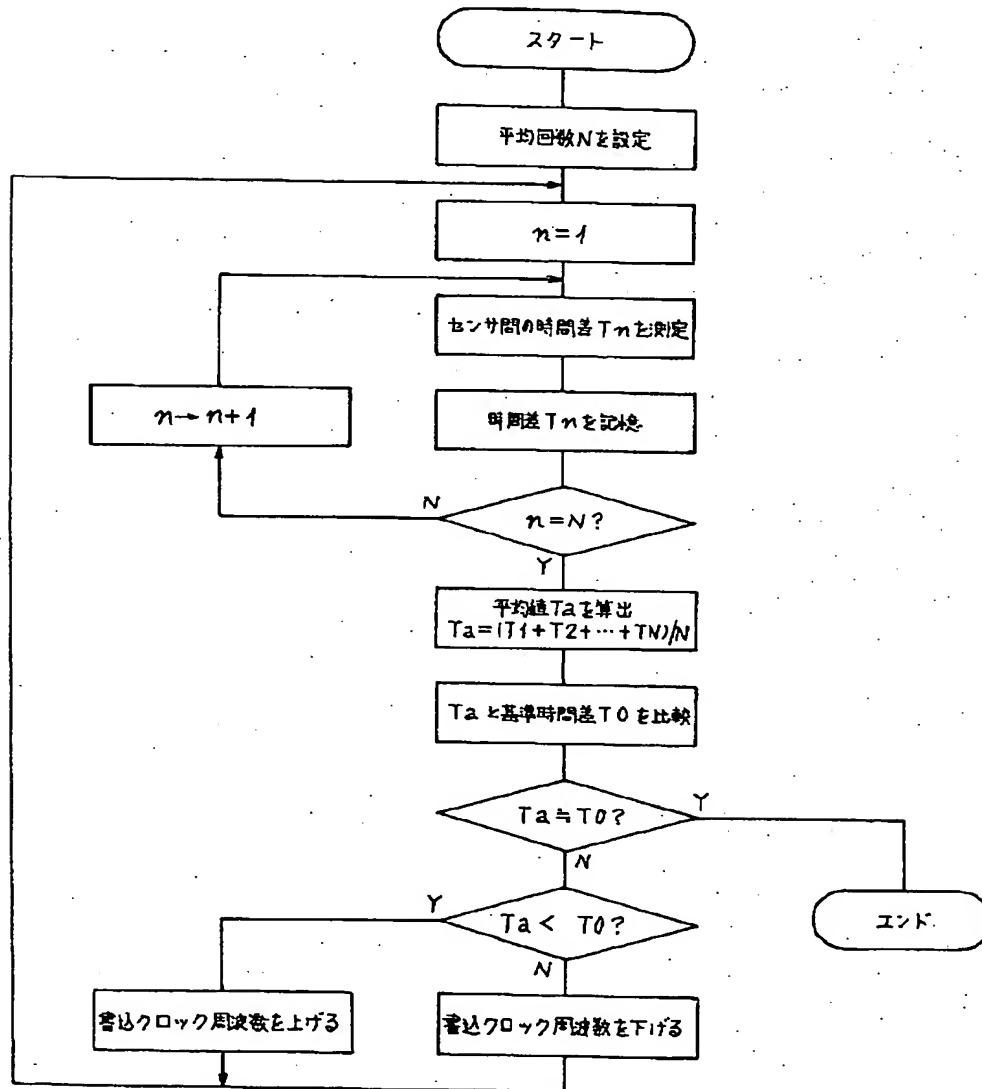 スタート
平均回数Nを設定
n=1
センサ間の時間差Tnを測定
n→n+1
時間差Tnを記憶
N
n=N?
Y
平均値Taを算出
Ta=(T1+T2+…+TN)/N
Taと基準時間差T0を比較
Ta≒T0?
Y
N
Y
Ta< T0?
エンド
N
書込クロック周波数を上げる
書込クロック周波数を下げる